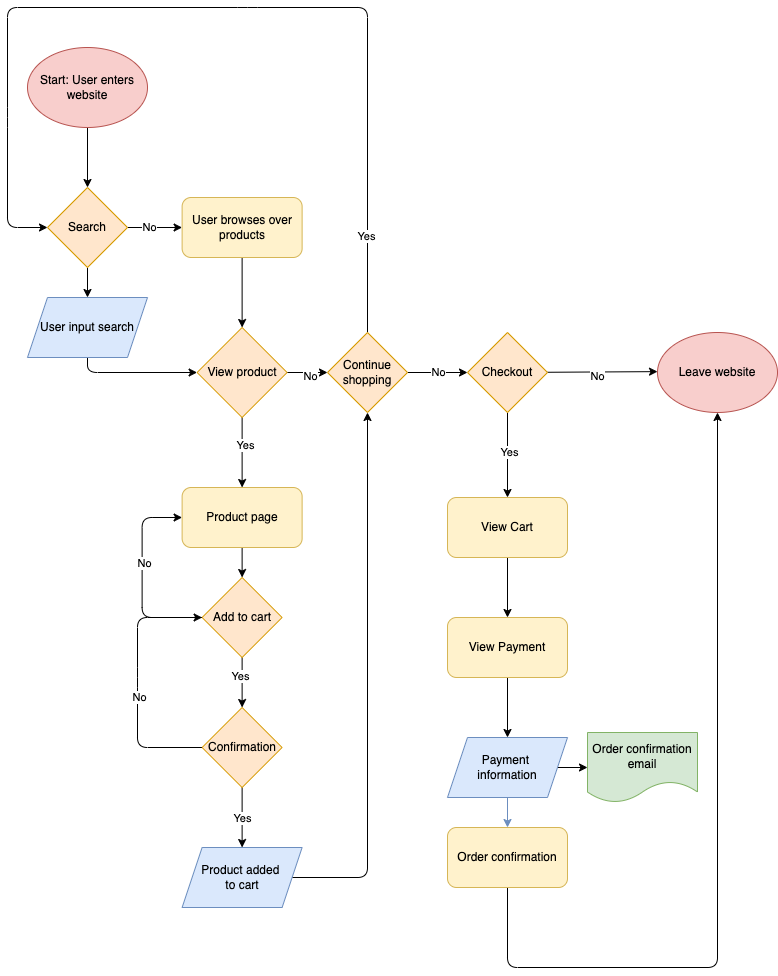 Start: User enters
website
Search
No
User browses over
products
Yes
User input search
View product
No
Continue
shopping
No
Checkout
No
Leave website
Yes
Yes
Product page
View Cart
No
Add to cart
View Payment
Yes
No
Confirmation
Payment
information
Order confirmation
email
Yes
Product added
to cart
Order confirmation